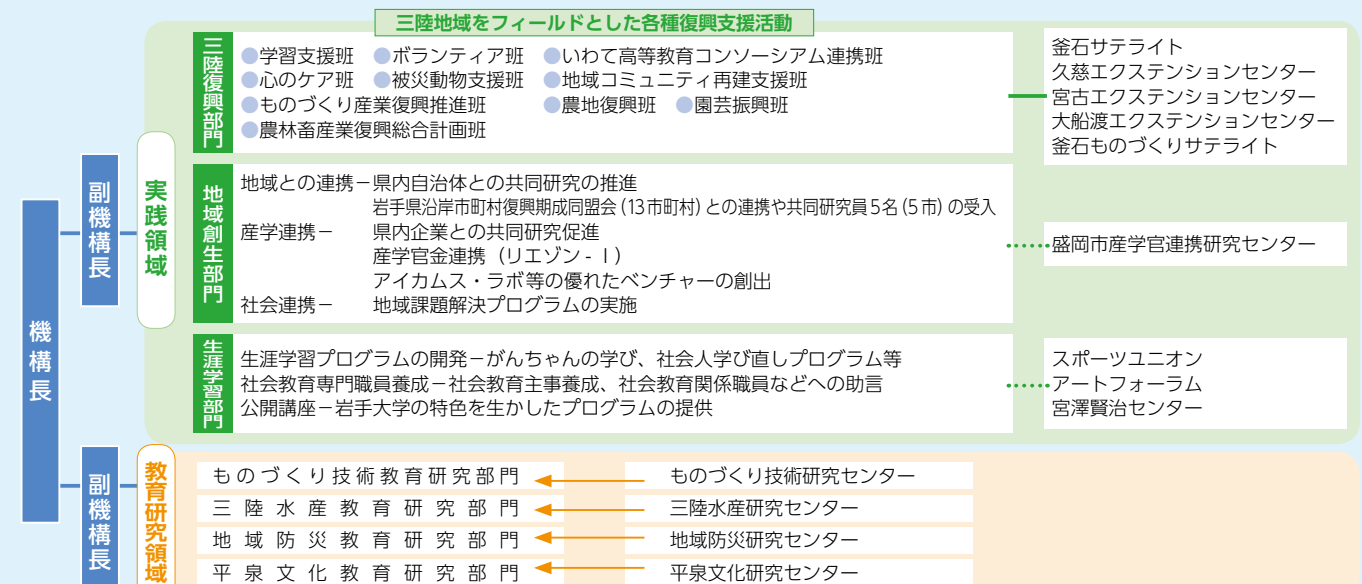 三陸地域をフィールドとした各種復興支援活動
機構長
副機構長
実践領域
三陸復興部門
●学習支援班 ●ボランティア班 ●いわて高等教育コンソーシアム連携班
●心のケア班 ●被災動物支援班 ●地域コミュニティ再建支援班
●ものづくり産業復興推進班 ●農地復興班 ●園芸振興班
●農林畜産業復興総合計画班
釜石サテライト
久慈エクステンションセンター
宮古エクステンションセンター
大船渡エクステンションセンター
釜石ものづくりサテライト
地域創生部門
地域との連携－県内自治体との共同研究の推進
岩手県沿岸市町村復興期成同盟会(13市町村)との連携や共同研究員5名(5市)の受入
産学連携－ 県内企業との共同研究促進
産学官金連携（リエゾン-Ⅰ）
アイカムス・ラボ等の優れたベンチャーの創出
社会連携－ 地域課題解決プログラムの実施
盛岡市産学官連携研究センター
生涯学習部門
生涯学習プログラムの開発－がんちゃんの学び、社会人学び直しプログラム等
社会教育専門職員養成－社会教育主事養成、社会教育関係職員などへの助言
公開講座－岩手大学の特色を生かしたプログラムの提供
スポーツユニオン
アートフォーラム
宮澤賢治センター
副機構長
教育研究領域
ものづくり技術教育研究部門 ものづくり技術研究センター
三陸水産教育研究部門 三陸水産研究センター
地域防災教育研究部門 地域防災研究センター
平泉文化教育研究部門 平泉文化研究センター